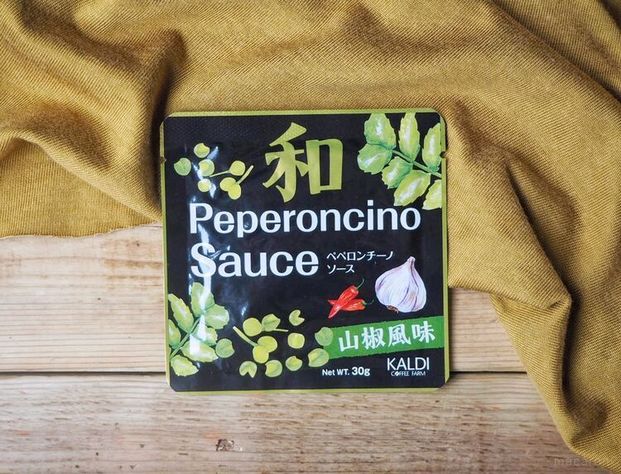 和
Peperoncino
Sauce
ペペロンチーノ
ソース
山椒風味
NET WT. 30g
KALDI
COFFEE FARM